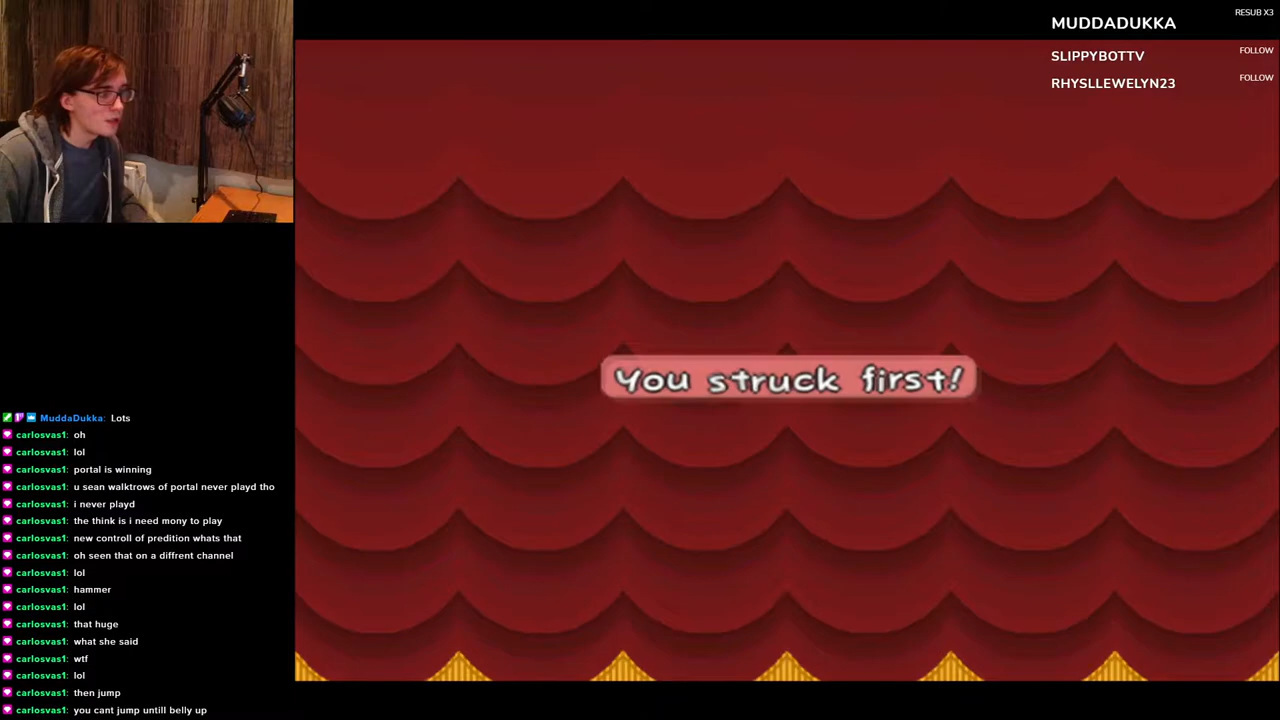 RESUB X3
MUDDADUKKA
SLIPPYBOTTV FOLLOW
RHYSLLEWELYN23 FOLLOW
You struck first!
MuddaDukka: Lots
carlosvas1: oh
carlosvas1: lol
carlosvas1: portal is winning
carlosvas1: u sean walktrows of portal never playd tho
carlosvas1: i never playd
carlosvas1: the think is i need mony to play
carlosvas1: new controll of predition whats that
carlosvas1: oh seen that on a diffrent channel
carlosvas1: lol
carlosvas1: hammer
carlosvas1: lol
carlosvas1: that huge
carlosvas1: what she said
carlosvas1: wtf
carlosvas1: lol
carlosvas1: then jump
carlosvas1: you cant jump untill belly up